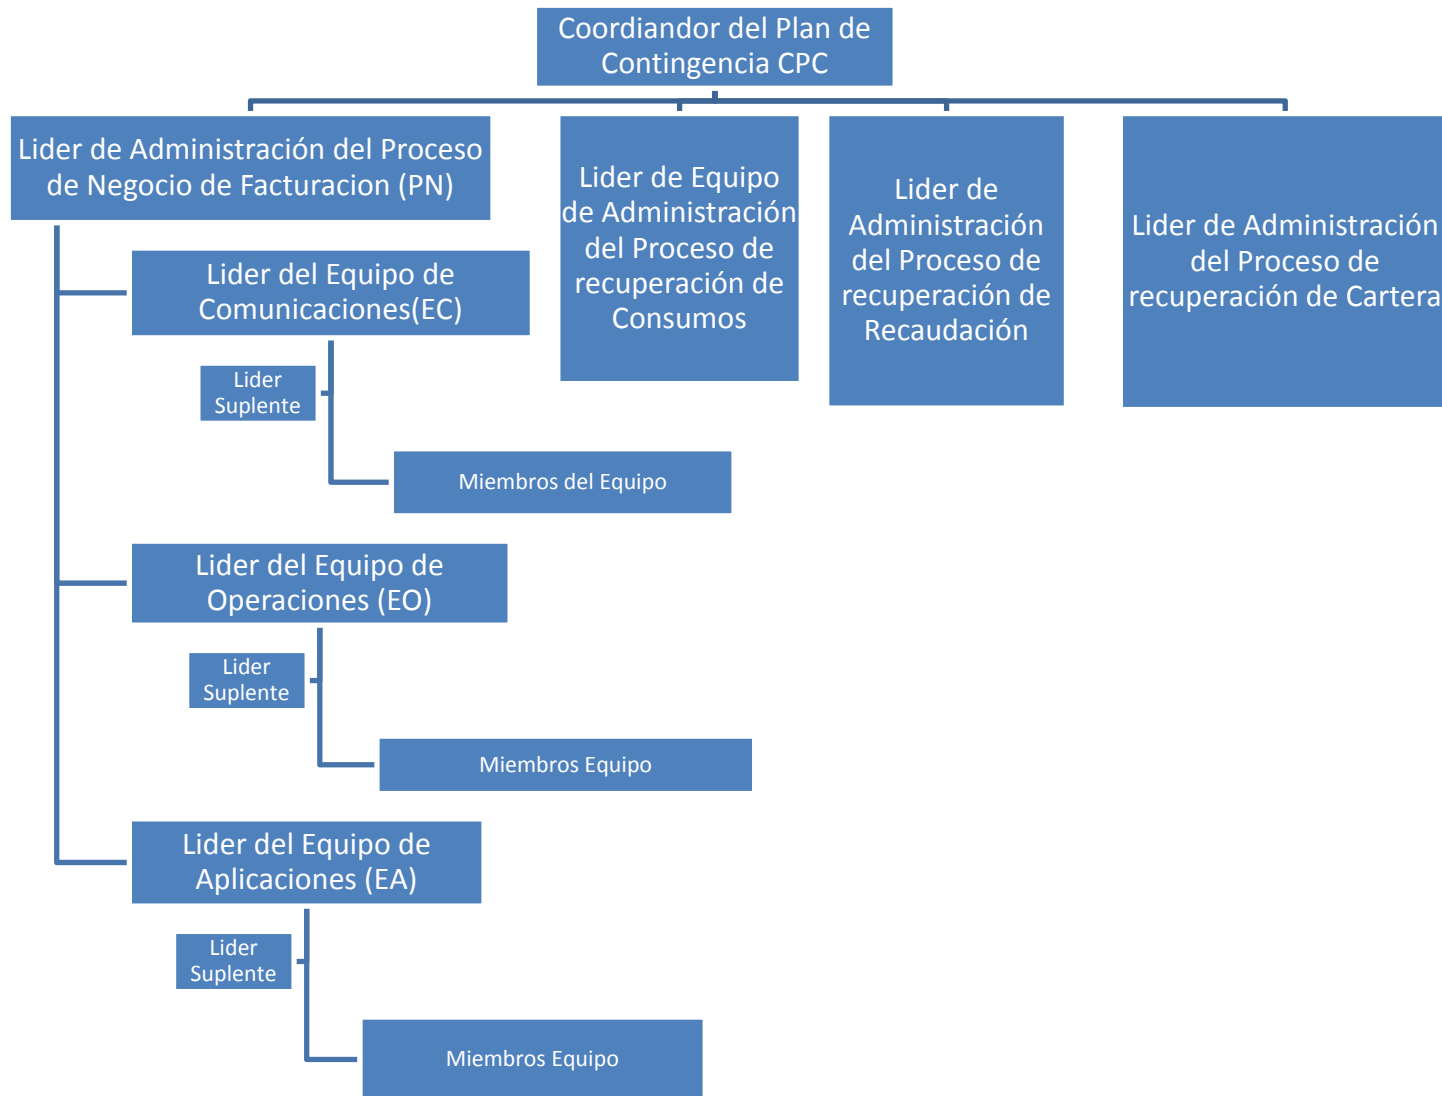 Coordiandor del Plan de
Contingencia CPC
Lider de Administración del Proceso
de Negocio de Facturacion (PN)
Lider de Equipo
de Administración
del Proceso de
recuperación de
Consumos
Lider de
Administración
del Proceso de
recuperación de
Recaudación
Lider de Administración
del Proceso de
recuperación de Cartera
Lider del Equipo de
Comunicaciones(EC)
Lider
Suplente
Miembros del Equipo
Lider del Equipo de
Operaciones (EO)
Lider
Suplente
Miembros Equipo
Lider del Equipo de
Aplicaciones (EA)
Lider
Suplente
Miembros Equipo